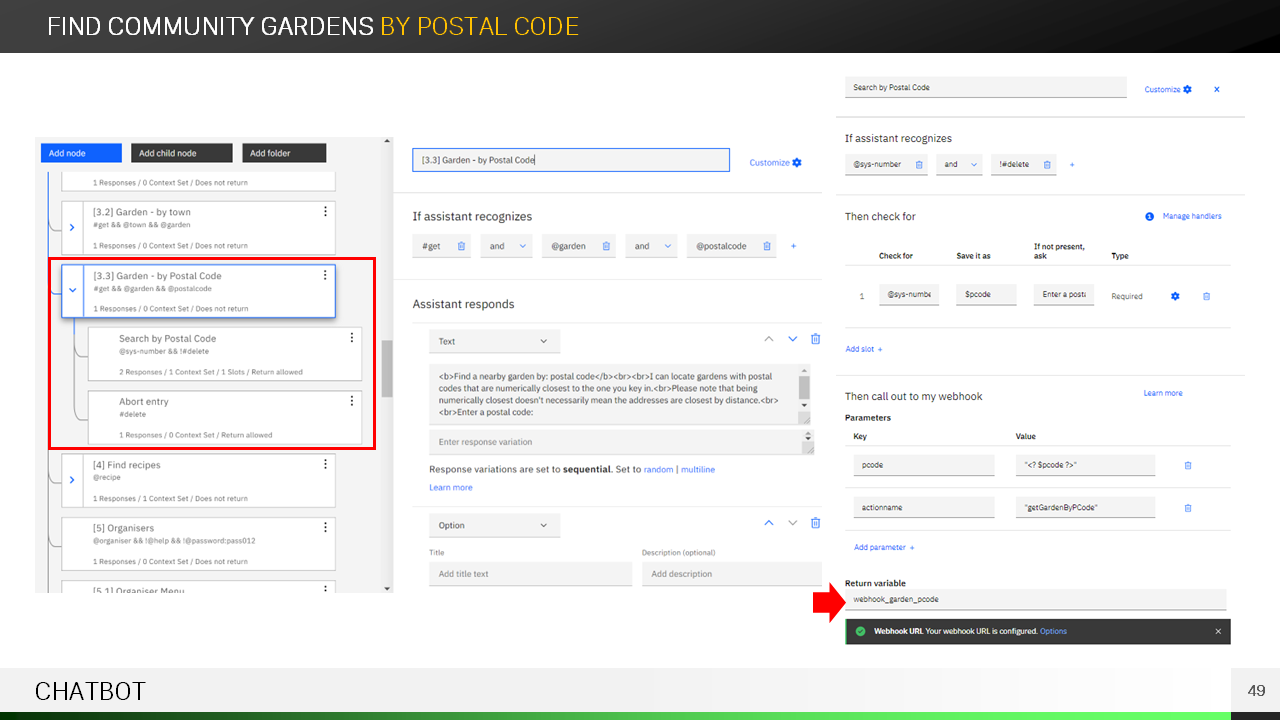 FIND COMMUNITY GARDENS BY POSTAL CODE
Add node
Add child node
Add folder
1 Responses / 0 Context Set / Does not return
[3.2] Garden - by town
#get && @town && @garden
1 Responses / 0 Context Set / Does not return
[3.3] Garden - by Postal Code
#get && @garden && @postalcode
1 Responses / 0 Context Set / Does not return
Search by Postal Code
@sys-number && !#delete
2 Responses / 1 Context Set / 1 Slots / Return allowed
Abort entry
#delete
1 Responses / 0 Context Set / Return allowed
[4] Find recipes
@recipe
1 Responses / 1 Context Set / Does not return
[5] Organisers
@organiser && !@help && !@password:pass012
1 Responses / 0 Context Set / Does not return
[5.1] Organiser Menu
[3.3] Garden - by Postal Code
Customize
If assistant recognizes
#get
and
@garden
and
@postalcode
+
Assistant responds
Text
<b>Find a nearby garden by: postal code</b><br><br>I can locate gardens with postal
codes that are numerically closest to the one you key in.<br>Please note that being
numerically closest doesn't necessarily mean the addresses are closest by distance.<br>
<br>Enter a postal code:
Enter response variation
Response variations are set to sequential. Set to random | multiline
Learn more
Option
Title
Description (optional)
Add title text
Add description
Search by Postal Code
Customize
×
If assistant recognizes
@sys-number
and
!#delete
+
Then check for
1 Manage handlers
Check for
Save it as
If not present,
ask
Type
1
@sys-numbe
$pcode
Enter a posta
Required
Add slot +
Then call out to my webhook
Learn more
Parameters
Key
Value
pcode
"<? $pcode ?>"
actionname
"getGardenByPCode"
Add parameter +
Return variable
webhook_garden_pcode
Webhook URL Your webhook URL is configured. Options
×
CHATBOT
49